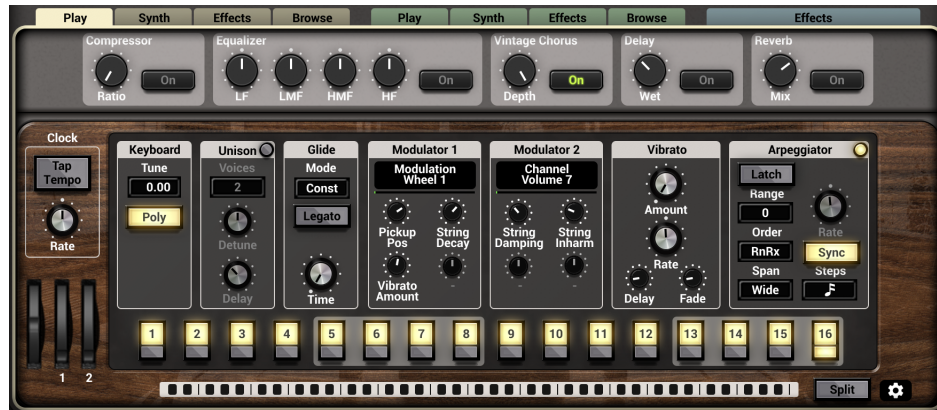 Play Synth Effects Browse Play Synth Effects Browse Effects
Compressor Equalizer Vintage Chorus Delay Reverb
On On On On On
Ratio LF LMF HMF HF Depth Wet Mix
Clock
Tap
Tempo
Rate
Keyboard
Tune
0.00
Poly
Unison
Voices
2
Detune
Delay
Glide
Mode
Const
Legato
Time
Modulator 1
Modulation
Wheel 1
Pickup
Pos
String
Decay
Vibrato
Amount
-
Modulator 2
Channel
Volume 7
String
Damping
String
Inharm
- -
Vibrato
Amount
Rate
Delay Fade
Arpeggiator
Latch
Range
0
Rate
Order
RnRx
Sync
Span
Steps
Wide
1 2 3 4 5 6 7 8 9 10 11 12 13 14 15 16
1 2
Split